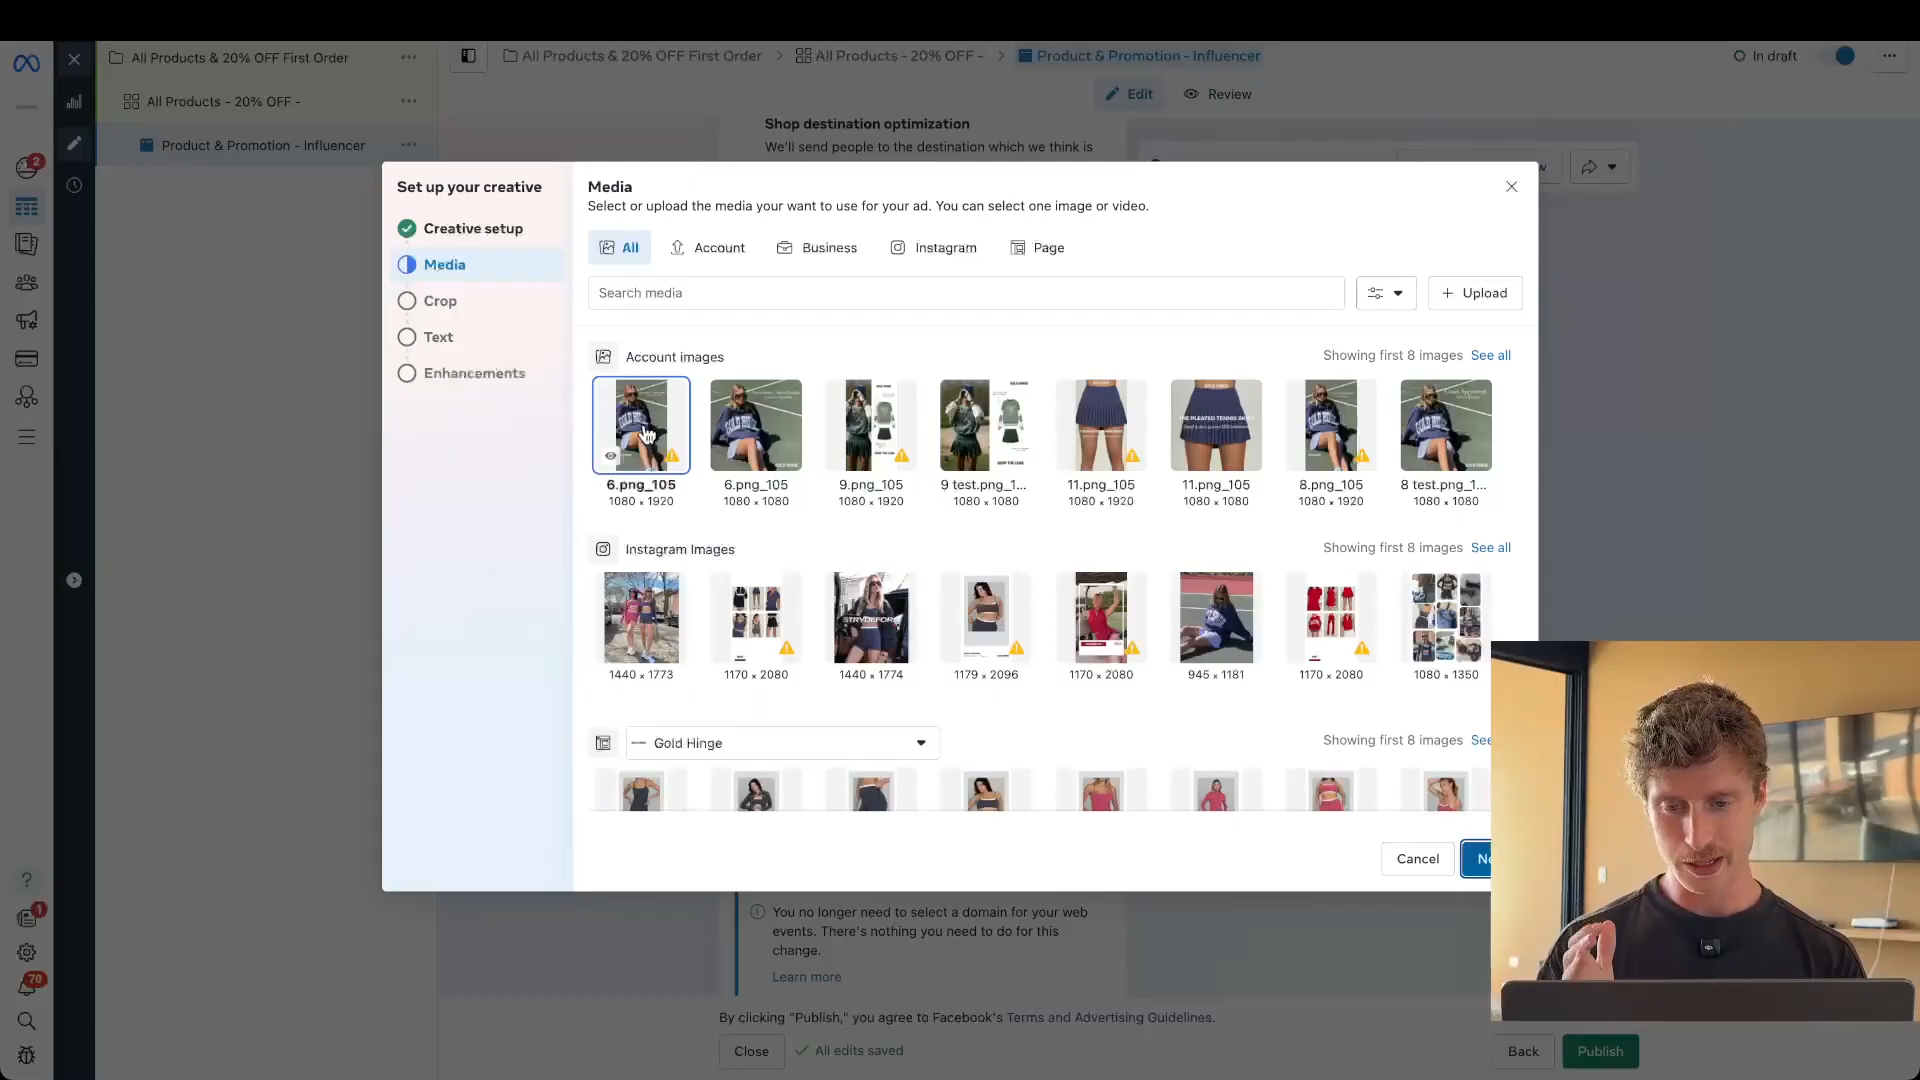 All Products & 20% OFF First Order
All Products - 20% OFF -
Product & Promotion - Influencer
All Products & 20% OFF First Order
All Products - 20% OFF -
Product & Promotion - Influencer
In draft
Edit
Review
Shop destination optimization
We'll send people to the destination which we think is
Set up your creative
Creative setup
Media
Crop
Text
Enhancements
Media
Select or upload the media your want to use for your ad. You can select one image or video.
All
Account
Business
Instagram
Page
Search media
Upload
Account images
Showing first 8 images See all
6.png_105
1080 × 1920
6.png_105
1080 × 1080
9.png_105
1080 × 1920
9 test.png_1...
1080 × 1080
11.png_105
1080 × 1920
11.png_105
1080 × 1080
8.png_105
1080 × 1920
8 test.png_1...
1080 × 1080
Instagram Images
Showing first 8 images See all
1440 × 1773
1170 × 2080
1440 × 1774
1179 × 2096
1170 × 2080
945 × 1181
1170 × 2080
1080 × 1350
Gold Hinge
Showing first 8 images See
Cancel
Ne
You no longer need to select a domain for your web
events. There's nothing you need to do for this
change.
Learn more
By clicking "Publish," you agree to Facebook's Terms and Advertising Guidelines.
Close
All edits saved
Back
Publish
2
1
70